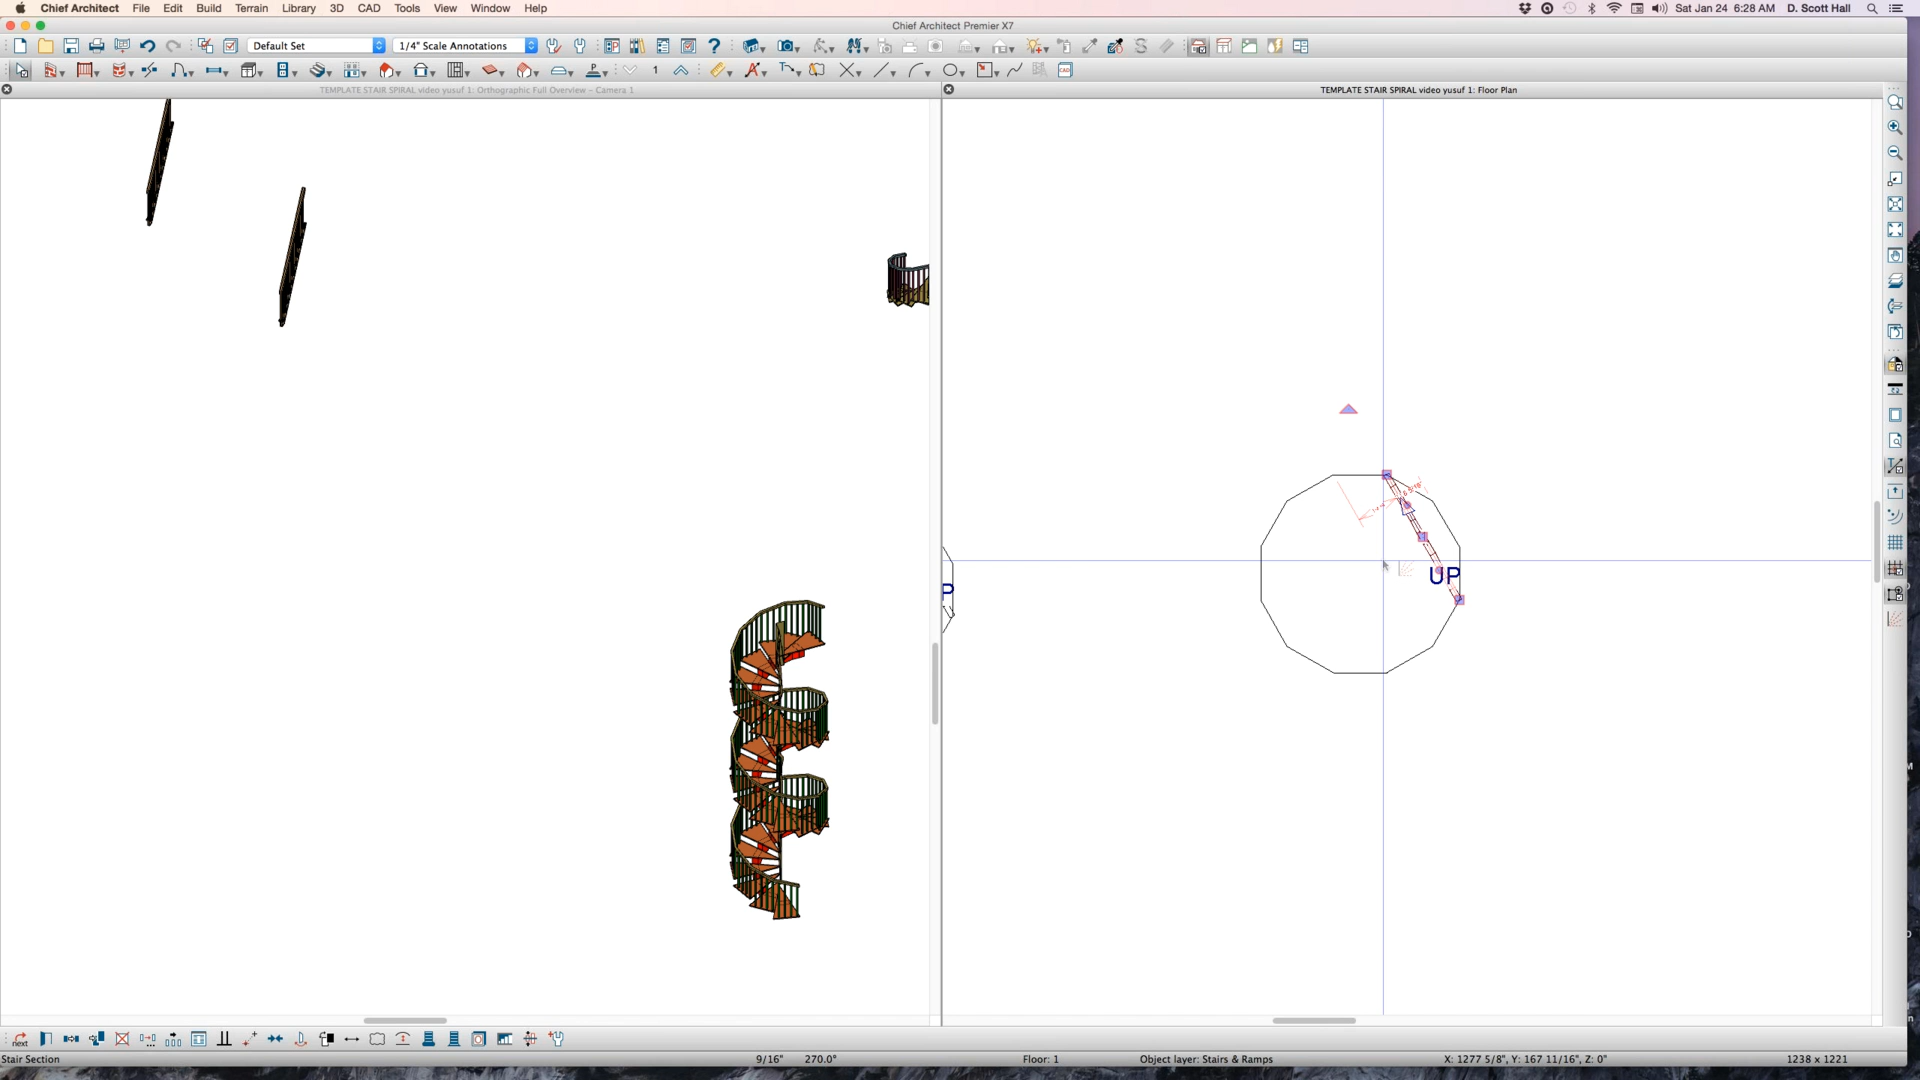 Chief Architect File Edit Build Terrain Library 3D CAD Tools View Window Help
Sat Jan 24 6:28 AM D. Scott Hall
Chief Architect Premier X7
Default Set
1/4" Scale Annotations
1
TEMPLATE STAIR SPIRAL video yusuf 1: Orthographic Full Overview - Camera 1
TEMPLATE STAIR SPIRAL video yusuf 1: Floor Plan
UP
P
next
Stair Section
9/16" 270.0°
Floor: 1
Object layer: Stairs & Ramps
X: 1277 5/8", Y: 167 11/16", Z: 0"
1238 x 1221